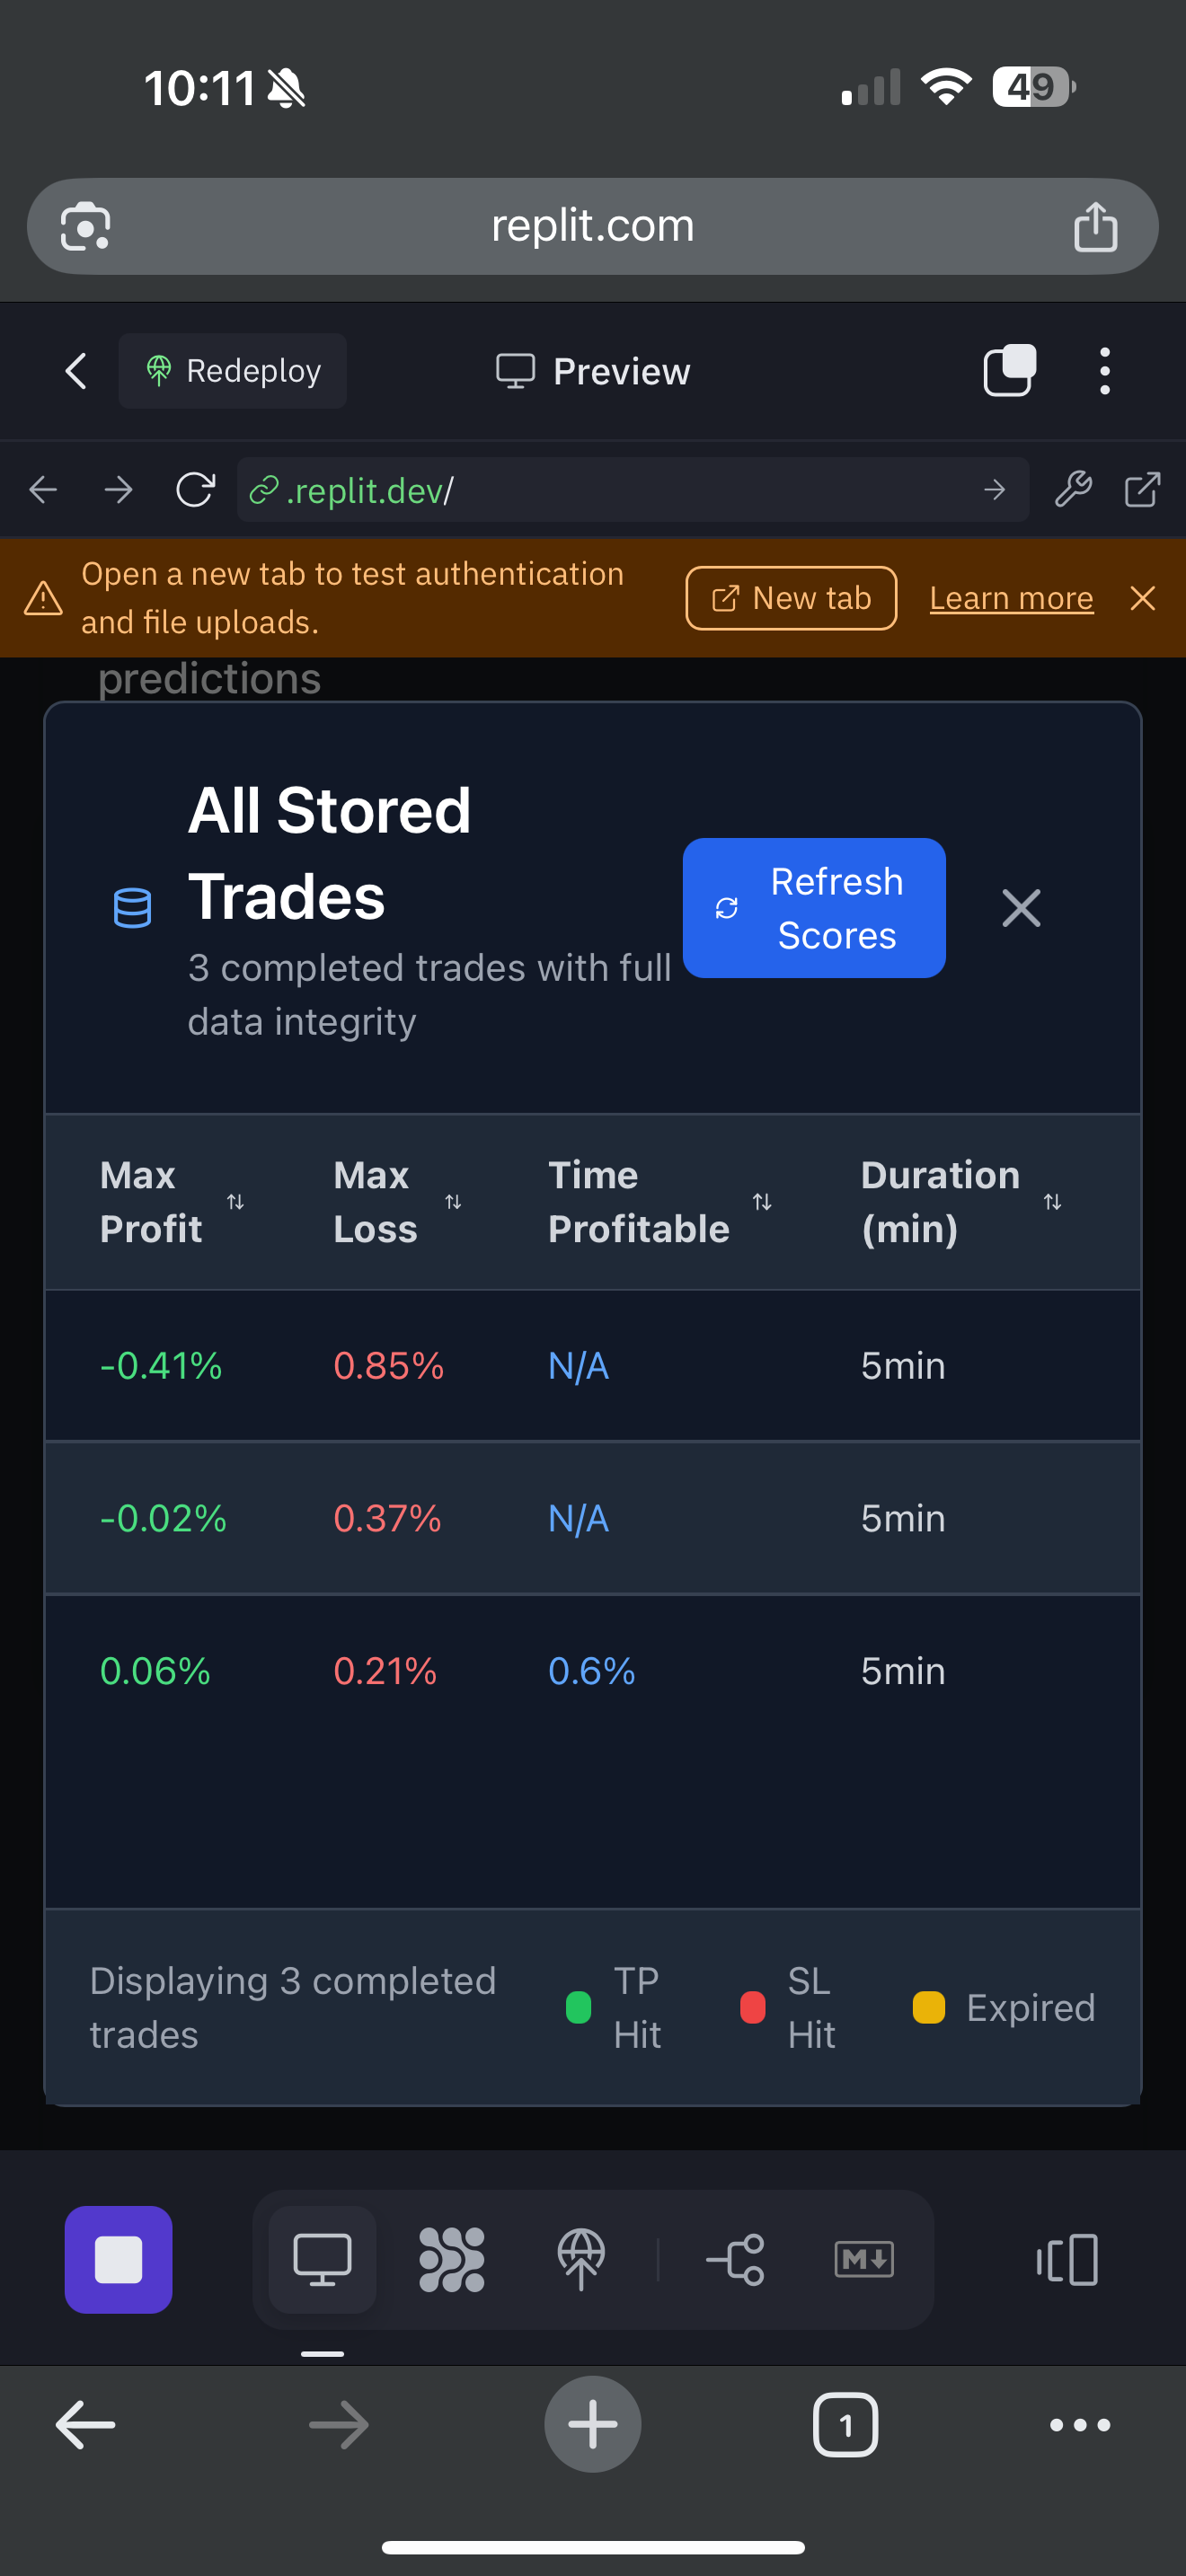 10:11
49
replit.com
Redeploy
Preview
.replit.dev/
Open a new tab to test authentication
and file uploads.
New tab
Learn more
predictions
All Stored
Trades
3 completed trades with full
data integrity
Refresh
Scores
Max
Profit
Max
Loss
Time
Profitable
Duration
(min)
-0.41%
0.85%
N/A
5min
-0.02%
0.37%
N/A
5min
0.06%
0.21%
0.6%
5min
Displaying 3 completed
trades
TP
Hit
SL
Hit
Expired
M
1